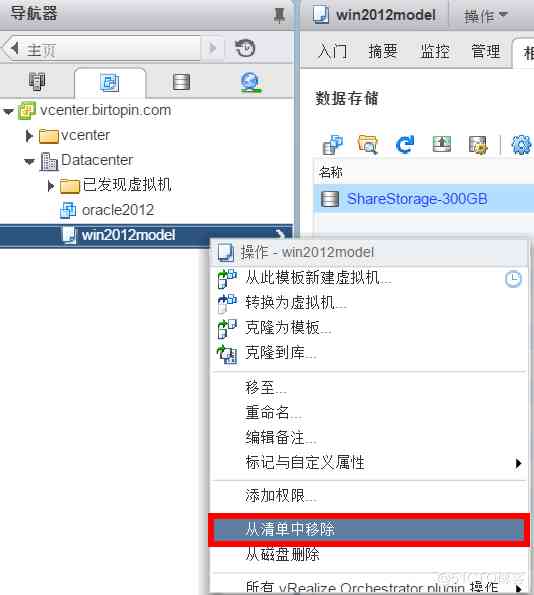 导航器
主页
vcenter.birtopin.com
vcenter
Datacenter
已发现虚拟机
oracle2012
win2012model
win2012model
操作
入门
摘要
监控
管理
数据存储
名称
ShareStorage-300GB
操作 - win2012model
从此模板新建虚拟机...
转换为虚拟机...
克隆为模板...
克隆到库...
移至...
重命名...
编辑备注...
标记与自定义属性
添加权限...
从清单中移除
从磁盘删除
所有 vRealize Orchestrator plugin 操作